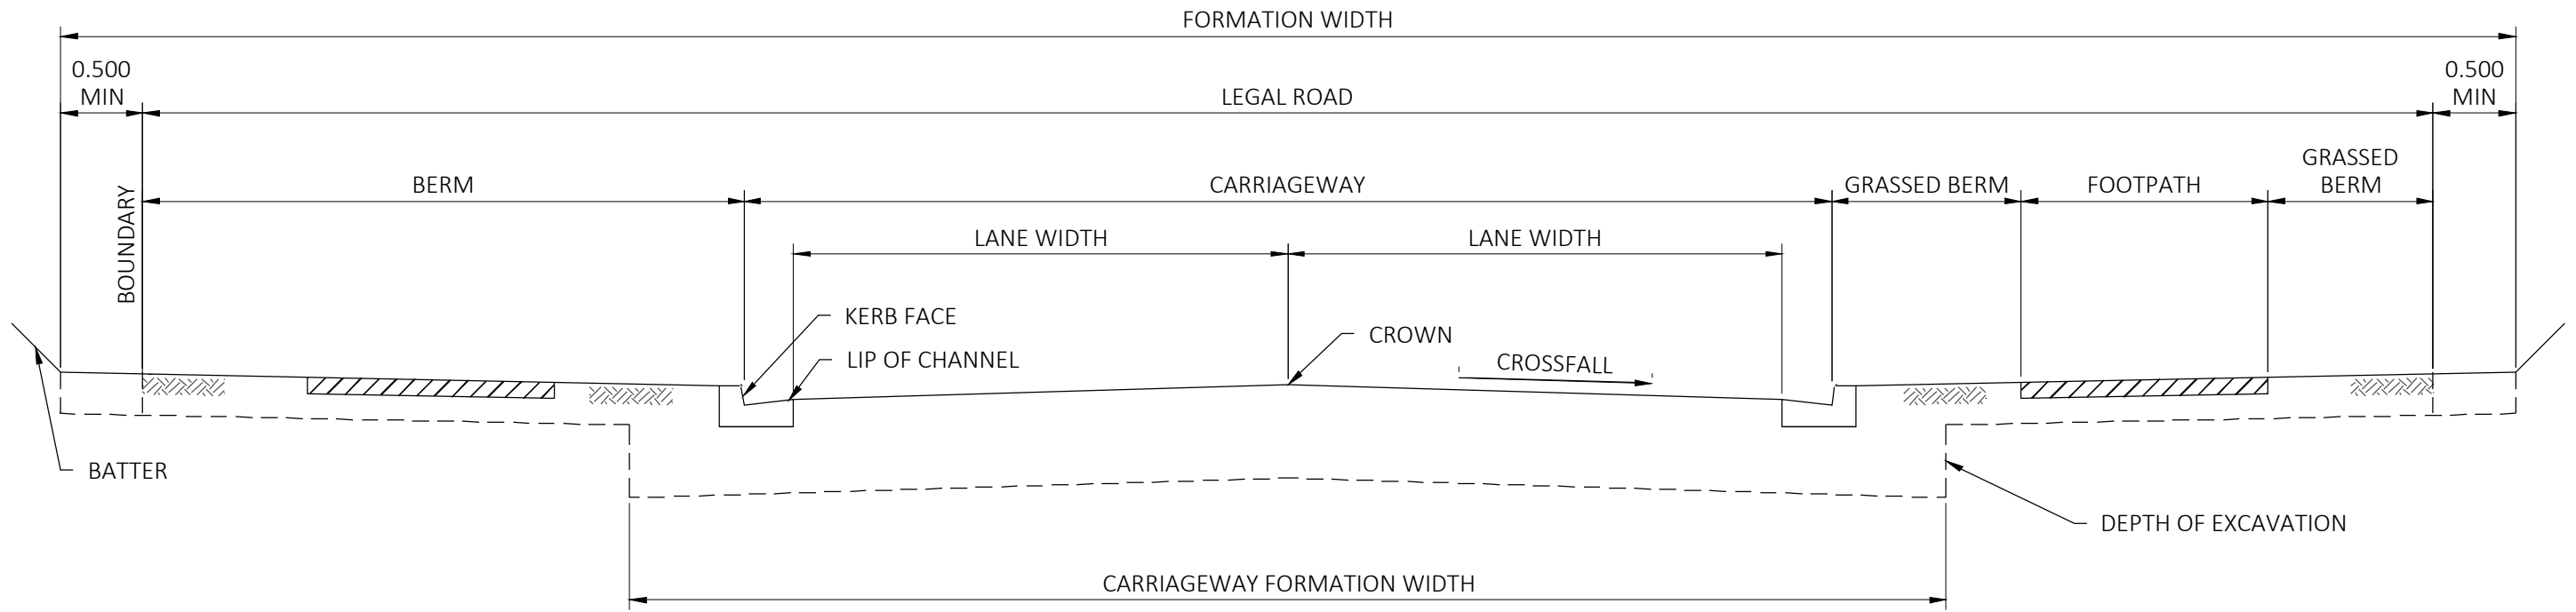 FORMATION WIDTH
0.500
MIN
LEGAL ROAD
0.500
MIN
BOUNDARY
BERM
CARRIAGEWAY
GRASSED BERM
FOOTPATH
GRASSED
BERM
LANE WIDTH
LANE WIDTH
KERB FACE
LIP OF CHANNEL
CROWN
CROSSFALL
BATTER
DEPTH OF EXCAVATION
CARRIAGEWAY FORMATION WIDTH